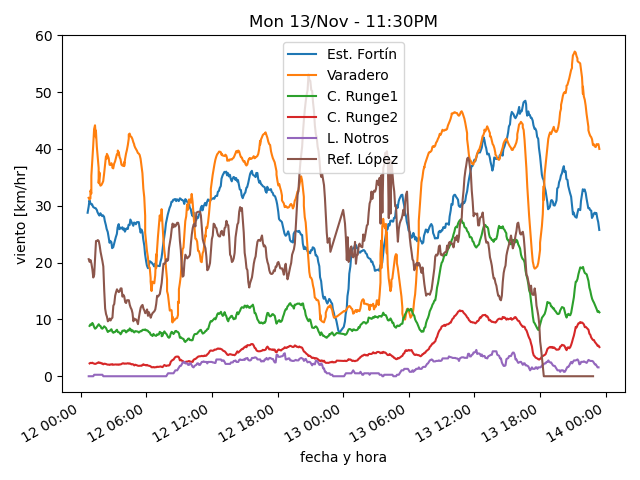 Mon 13/Nov - 11:30PM
viento [km/hr]
60
50
40
30
20
10
0
Est. Fortín
Varadero
C. Runge1
C. Runge2
L. Notros
Ref. López
12 00:00
12 06:00
12 12:00
12 18:00
13 00:00
13 06:00
13 12:00
13 18:00
14 00:00
fecha y hora